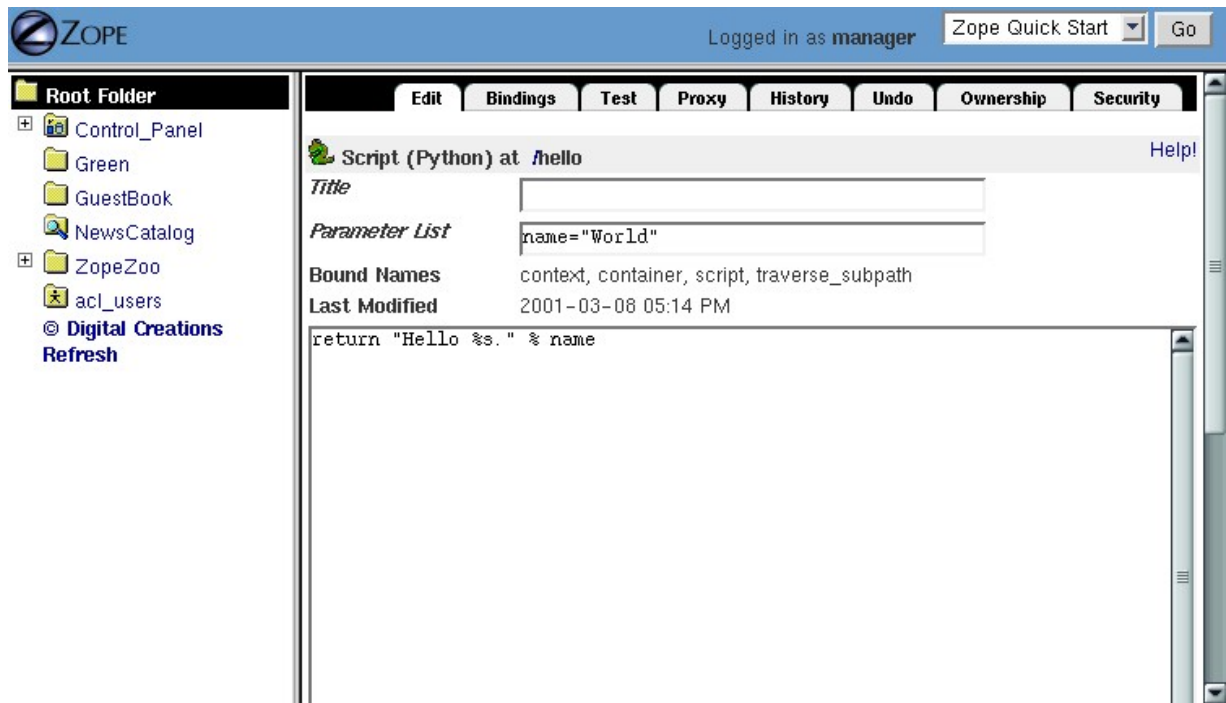 ZOPE
Logged in as manager
Zope Quick Start
Go
Root Folder
Control_Panel
Green
GuestBook
NewsCatalog
ZopeZoo
acl_users
© Digital Creations
Refresh
Edit Bindings Test Proxy History Undo Ownership Security
Script (Python) at /hello
Help!
Title
Parameter List name="World"
Bound Names context, container, script, traverse_subpath
Last Modified 2001-03-08 05:14 PM
return "Hello %s." % name